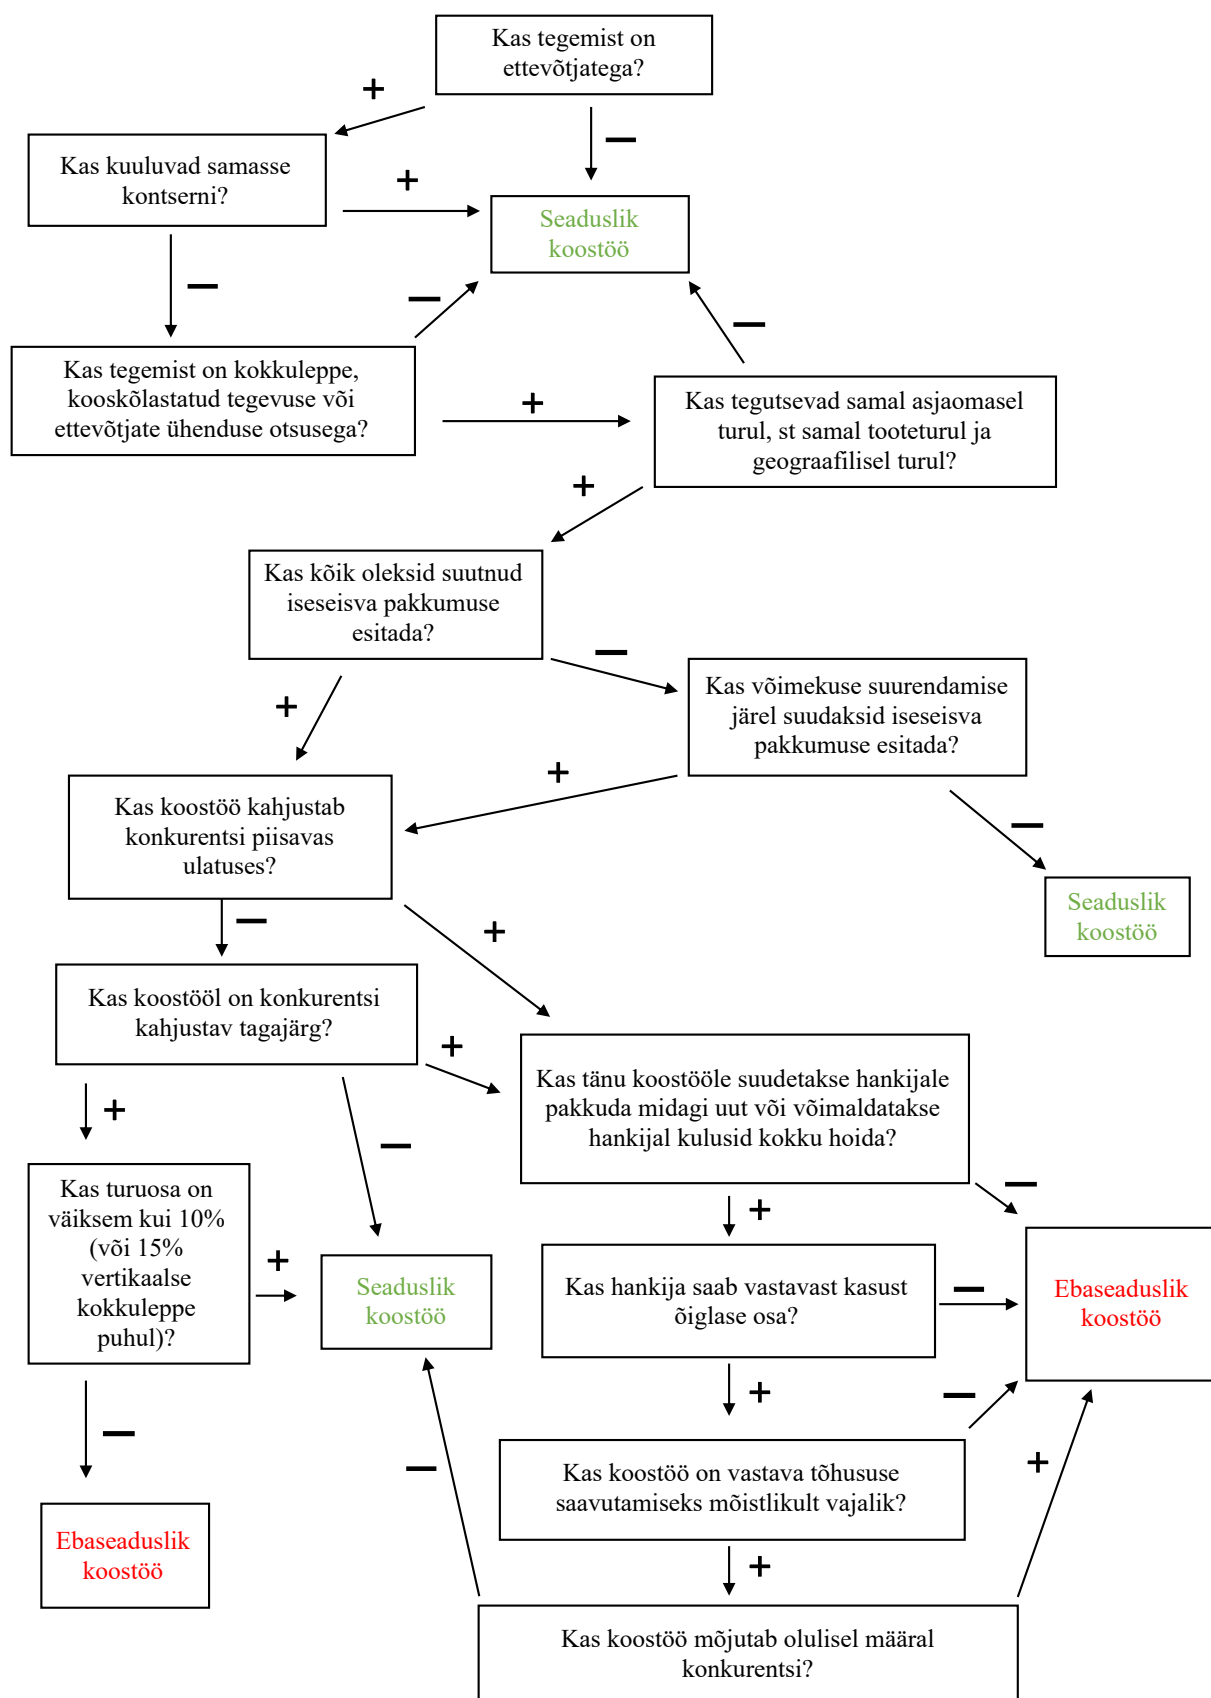 Kas tegemist on
ettevõtjatega?
+
—
Kas kuuluvad samasse
kontserni?
+
Seaduslik
koostöö
—
—
—
Kas tegemist on kokkuleppe,
kooskõlastatud tegevuse või
ettevõtjate ühenduse otsusega?
+
Kas tegutsevad samal asjaomasel
turul, st samal tooteturul ja
geograafilisel turul?
+
Kas kõik oleksid suutnud
iseseisva pakkumuse
esitada?
—
+
Kas võimekuse suurendamise
järel suudaksid iseseisva
pakkumuse esitada?
+
—
Kas koostöö kahjustab
konkurentsi piisavas
ulatuses?
Seaduslik
koostöö
—
+
Kas koostööl on konkurentsi
kahjustav tagajärg?
+
Kas tänu koostööle suudetakse hankijale
pakkuda midagi uut või võimaldatakse
hankijal kulusid kokku hoida?
+
—
—
Kas turuosa on
väiksem kui 10%
(või 15%
vertikaalse
kokkuleppe
puhul)?
+
+
Seaduslik
koostöö
Kas hankija saab vastavast kasust
õiglase osa?
—
Ebaseaduslik
koostöö
—
+
—
—
Kas koostöö on vastava tõhususe
saavutamiseks mõistlikult vajalik?
+
Ebaseaduslik
koostöö
+
Kas koostöö mõjutab olulisel määral
konkurentsi?